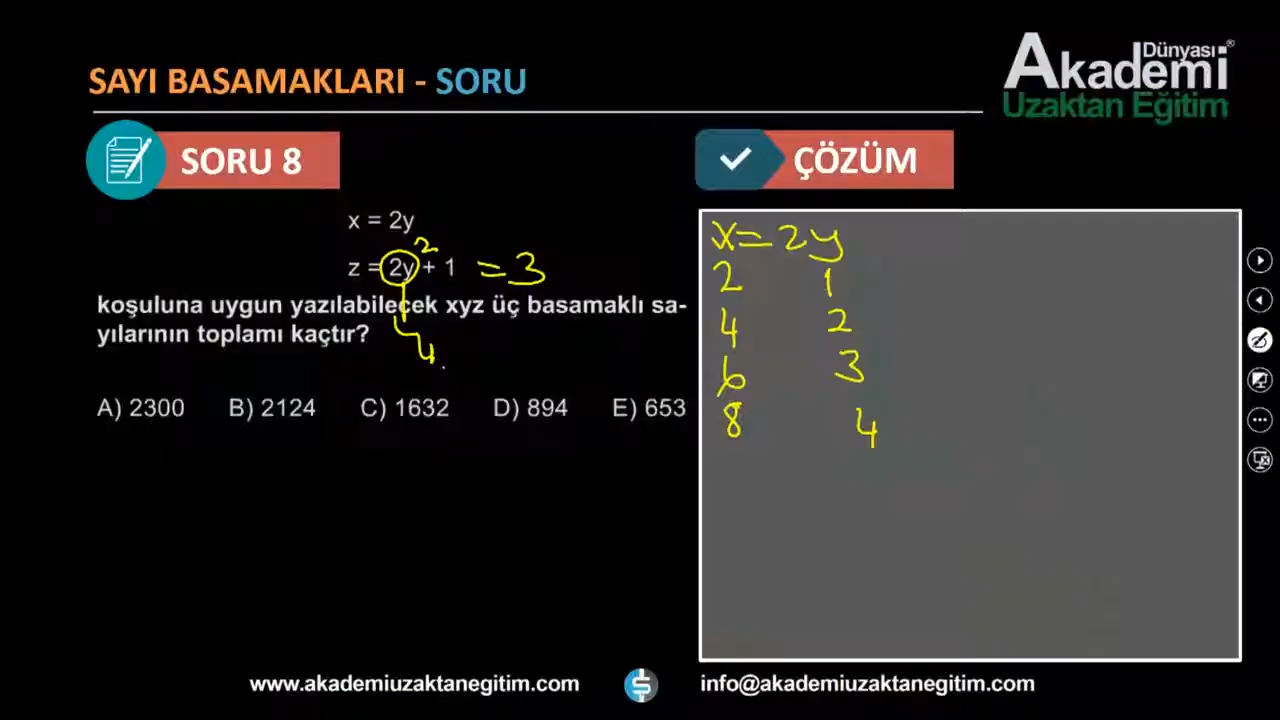 SAYI BASAMAKLARI - SORU
Dünyası®
Akademi
Uzaktan Eğitim
SORU 8
x = 2y
z = 2y + 1 = 3
2
4
koşuluna uygun yazılabilecek xyz üç basamaklı sa-
yılarının toplamı kaçtır?
A) 2300 B) 2124 C) 1632 D) 894 E) 653
ÇÖZÜM
x = 2y
2 1
4 2
6 3
8 4
www.akademiuzaktanegitim.com
info@akademiuzaktanegitim.com